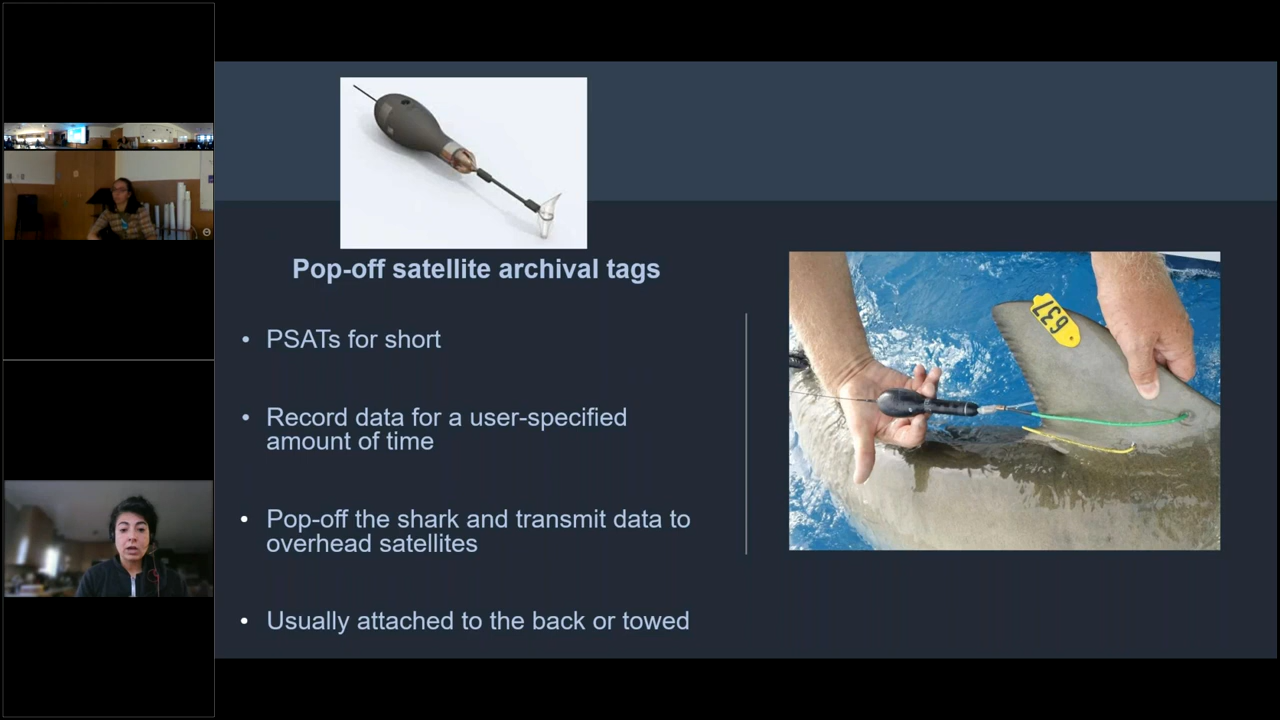 Pop-off satellite archival tags
• PSATs for short
• Record data for a user-specified
amount of time
• Pop-off the shark and transmit data to
overhead satellites
• Usually attached to the back or towed
637